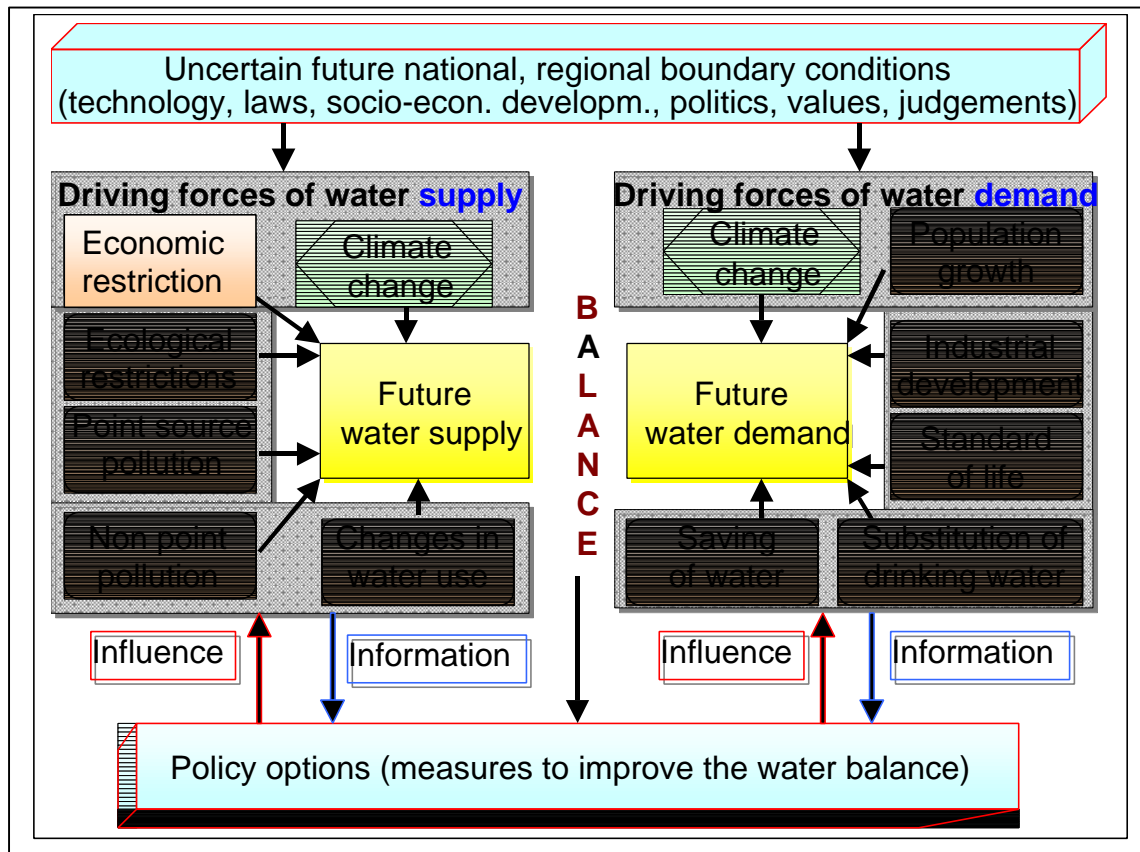 Uncertain future national, regional boundary conditions
(technology, laws, socio-econ. developm., politics, values, judgements)
Driving forces of water supply
Economic
restriction
Climate
change
Ecological
restrictions
Point source
pollution
Non point
pollution
Changes in
water use
Future
water supply
BALANCE
Driving forces of water demand
Climate
change
Population
growth
Industrial
development
Standard
of life
Future
water demand
Saving
of water
Substitution of
drinking water
Influence
Information
Influence
Information
Policy options (measures to improve the water balance)